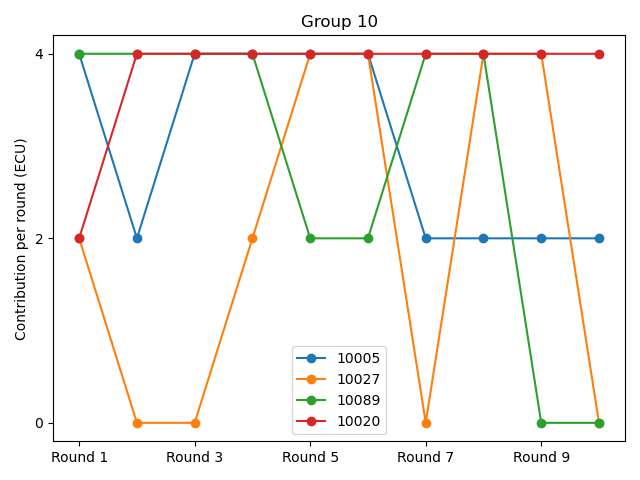 Group 10
Contribution per round (ECU)
4
2
0
Round 1
Round 3
Round 5
Round 7
Round 9
10005
10027
10089
10020